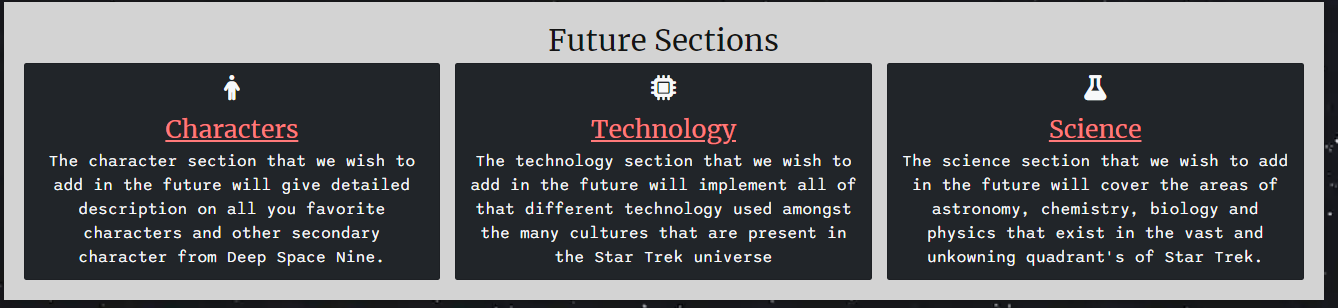 Future Sections
Characters
The character section that we wish to
add in the future will give detailed
description on all you favorite
characters and other secondary
character from Deep Space Nine.
Technology
The technology section that we wish to
add in the future will implement all of
that different technology used amongst
the many cultures that are present in
the Star Trek universe
Science
The science section that we wish to add
in the future will cover the areas of
astronomy, chemistry, biology and
physics that exist in the vast and
unkowning quadrant's of Star Trek.